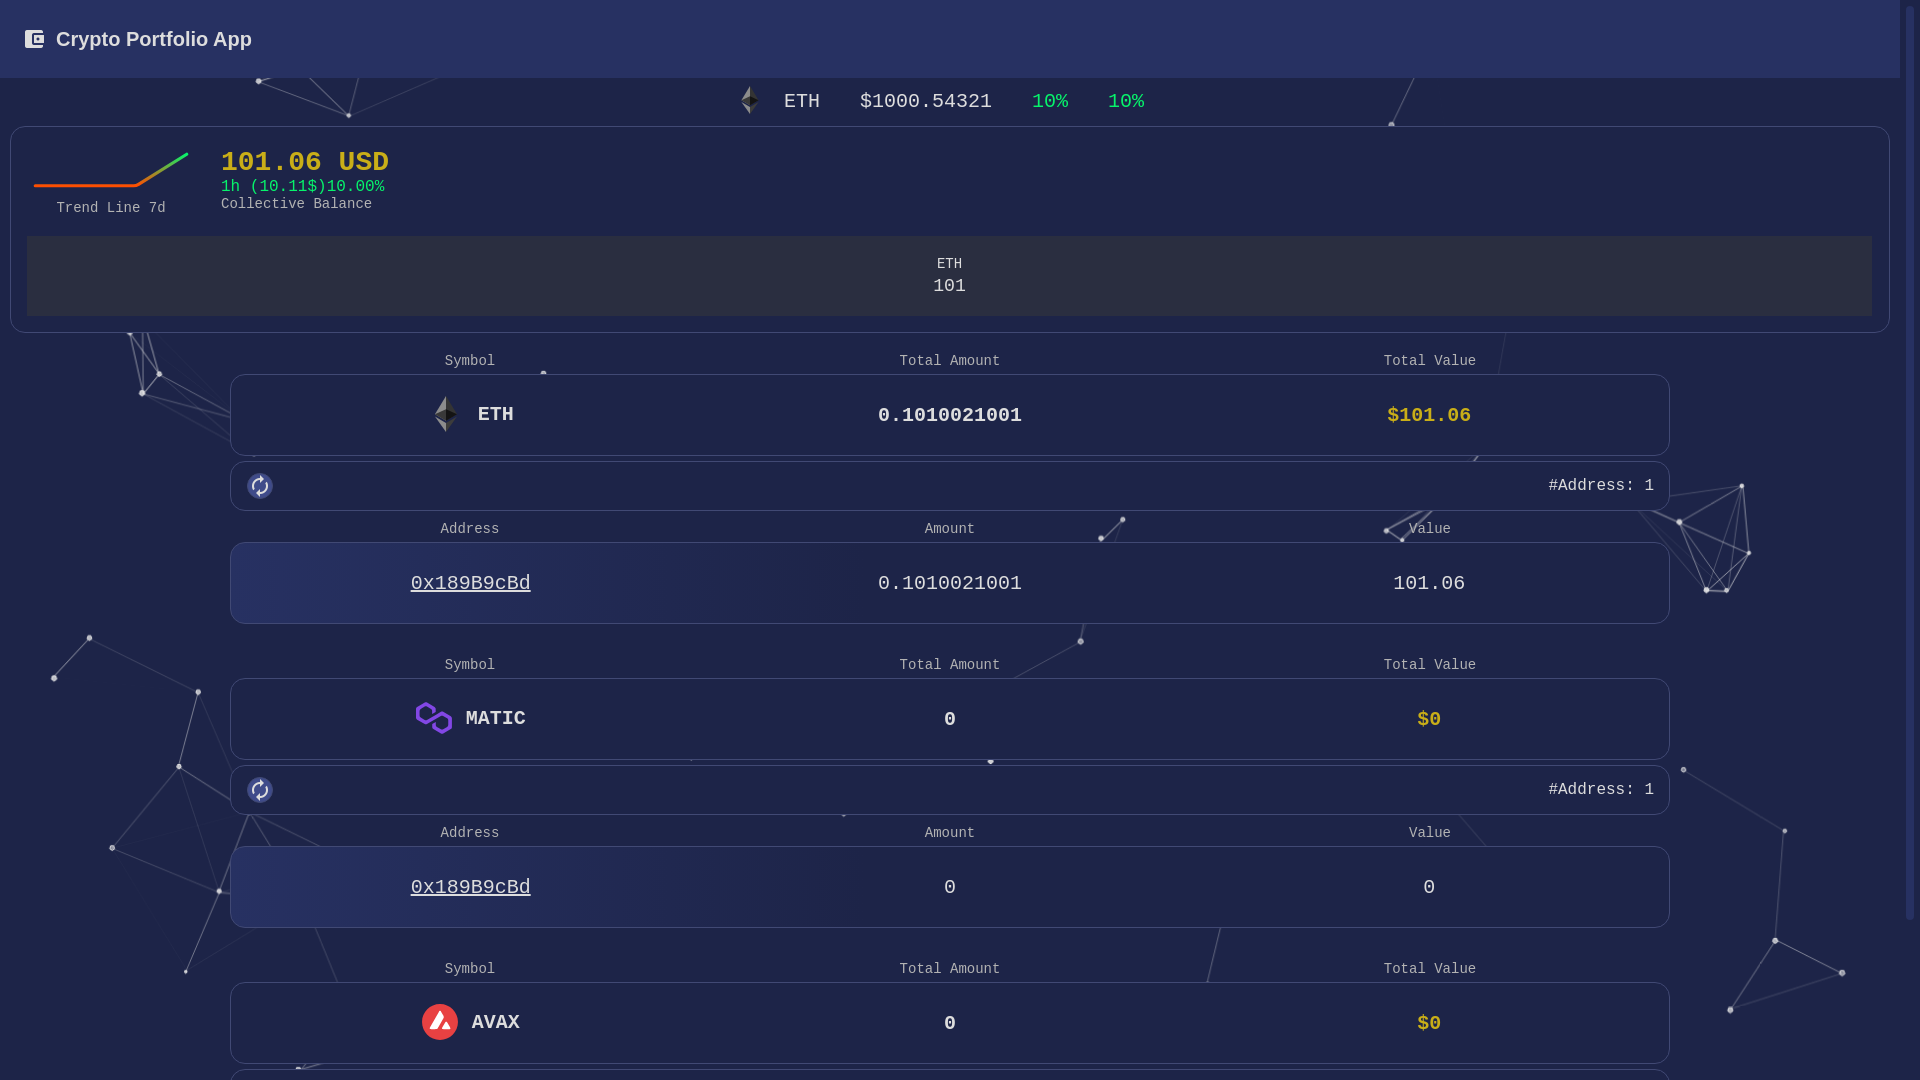 Crypto Portfolio App
ETH $1000.54321 10% 10%
101.06 USD
1h (10.11$)10.00%
Collective Balance
Trend Line 7d
ETH
101
Symbol Total Amount Total Value
ETH 0.1010021001 $101.06
#Address: 1
Address Amount Value
0x189B9cBd 0.1010021001 101.06
Symbol Total Amount Total Value
MATIC 0 $0
#Address: 1
Address Amount Value
0x189B9cBd 0 0
Symbol Total Amount Total Value
AVAX 0 $0